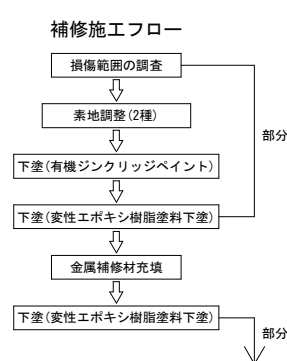 補修施工フロー
損傷範囲の調査
素地調整(2種)
部分
下塗(有機ジンクリッジペイント)
下塗(変性エポキシ樹脂塗料下塗)
金属補修材充填
下塗(変性エポキシ樹脂塗料下塗)
部分